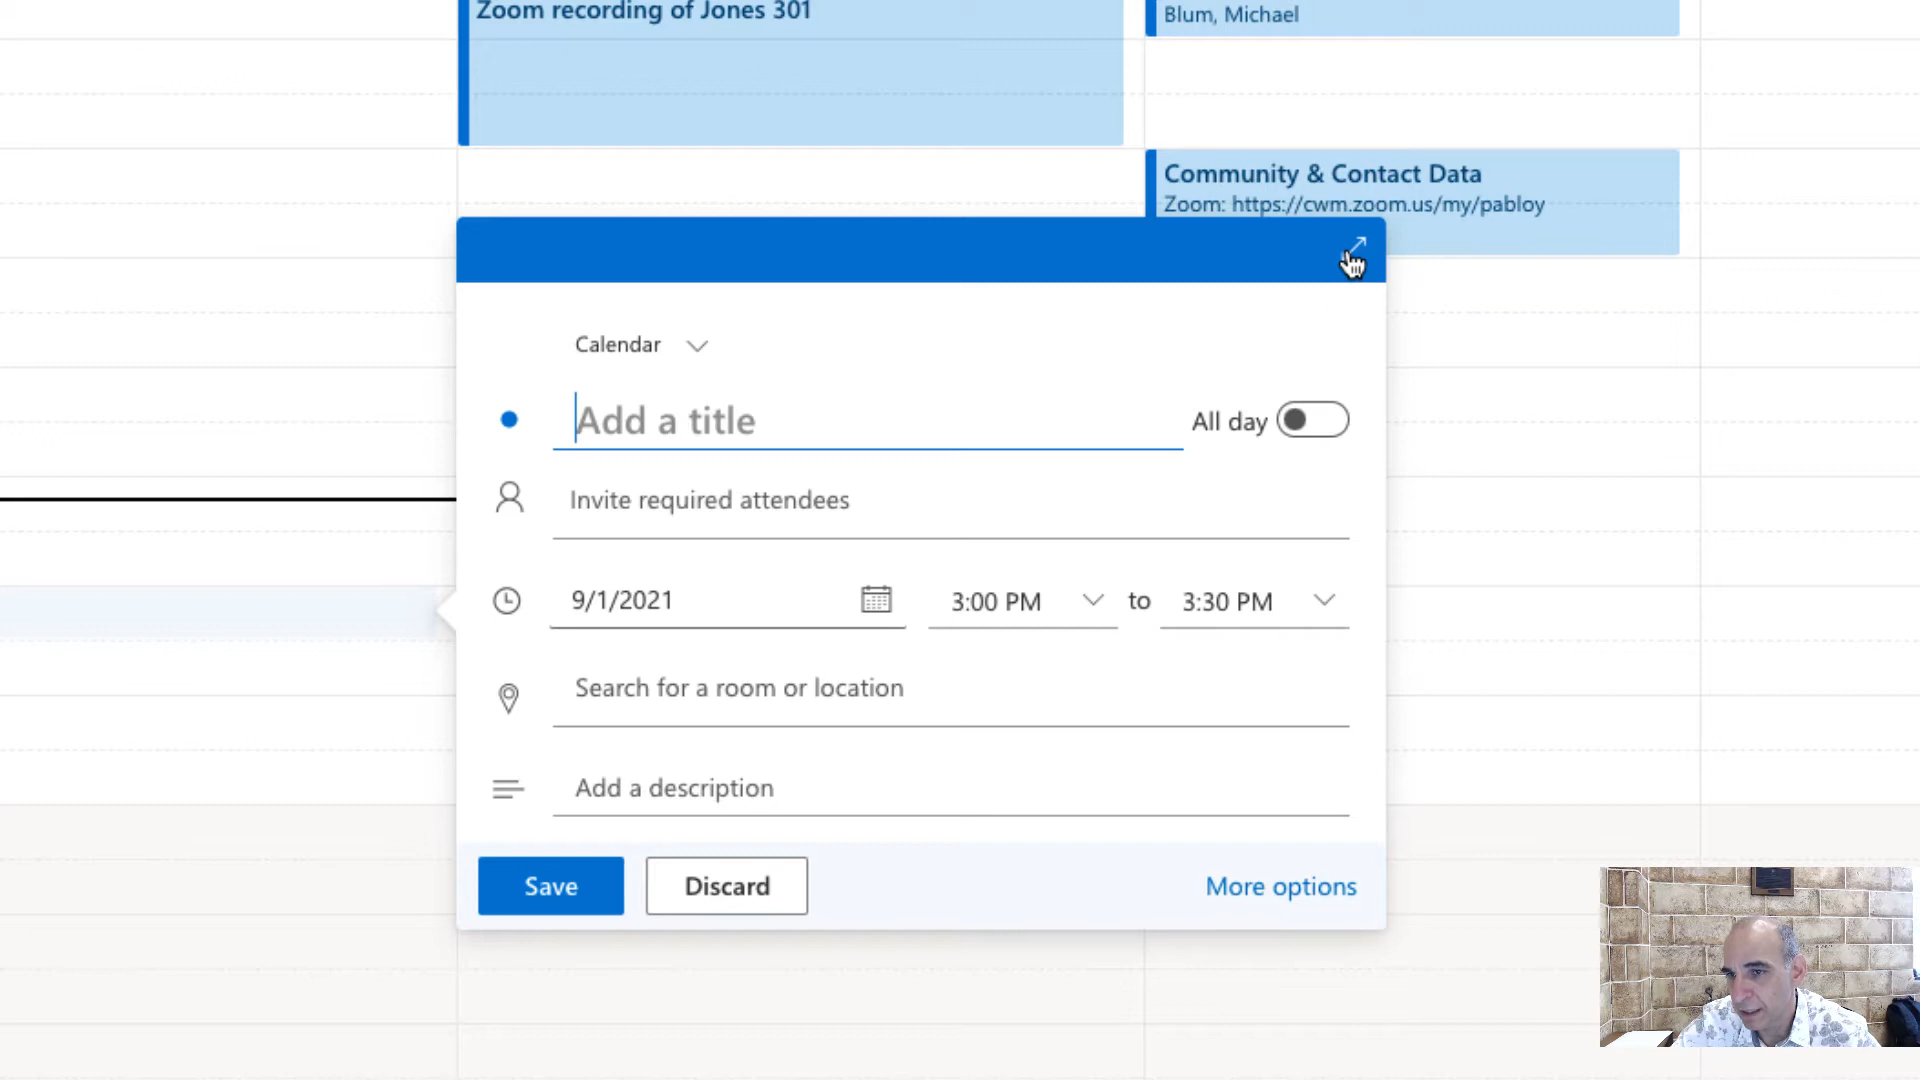 Zoom recording of Jones 301
Blum, Michael
Community & Contact Data
Zoom: https://cwm.zoom.us/my/pabloy
Calendar
Add a title
All day
Invite required attendees
9/1/2021
3:00 PM
to
3:30 PM
Search for a room or location
Add a description
Save
Discard
More options